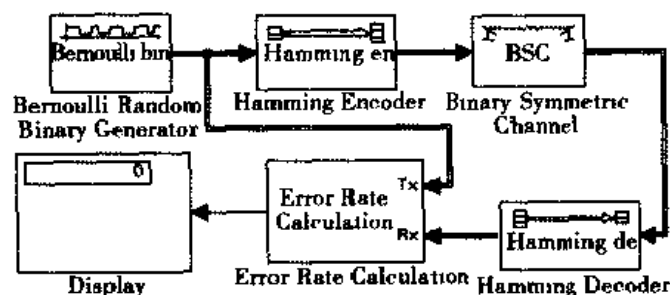 Bernoulli bin
Hamming en
BSC
Bernoulli Random
Binary Generator
Hamming Encoder
Binary Symmetric
Channel
0
Error Rate
Calculation
Tx
Rx
Hamming de
Display
Error Rate Calculation
Hamming Decoder